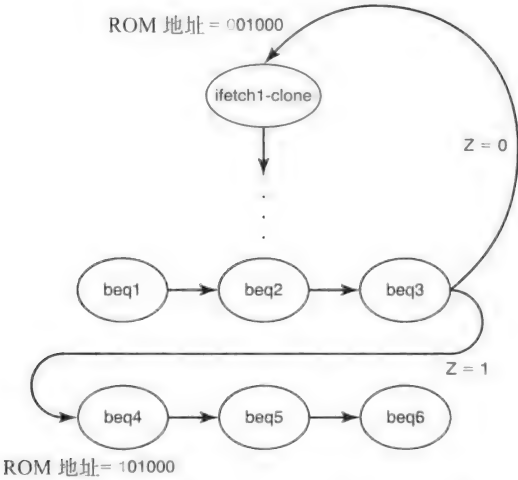 ROM 地址 = 001000
ifetch1-clone
Z = 0
beq1
beq2
beq3
Z = 1
beq4
beq5
beq6
ROM 地址= 101000